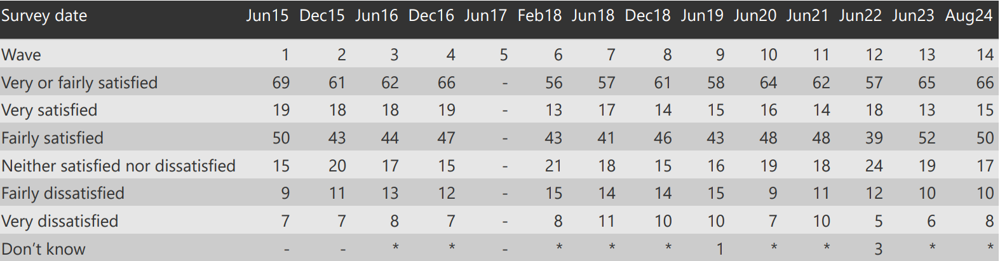 Survey date Jun15 Dec15 Jun16 Dec16 Jun17 Feb18 Jun18 Dec18 Jun19 Jun20 Jun21 Jun22 Jun23 Aug24
Wave 1 2 3 4 5 6 7 8 9 10 11 12 13 14
Very or fairly satisfied 69 61 62 66 - 56 57 61 58 64 62 57 65 66
Very satisfied 19 18 18 19 - 13 17 14 15 16 14 18 13 15
Fairly satisfied 50 43 44 47 - 43 41 46 43 48 48 39 52 50
Neither satisfied nor dissatisfied 15 20 17 15 - 21 18 15 16 19 18 24 19 17
Fairly dissatisfied 9 11 13 12 - 15 14 14 15 9 11 12 10 10
Very dissatisfied 7 7 8 7 - 8 11 10 10 7 10 5 6 8
Don’t know - - * * - * * * 1 * * 3 * *